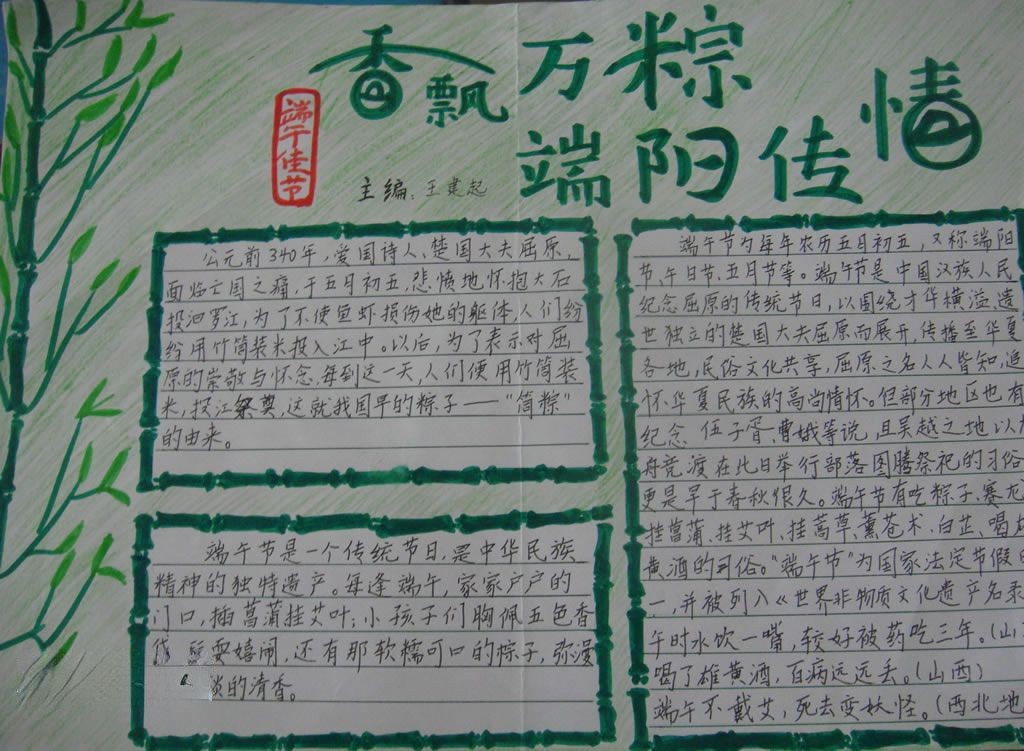 香飘万粽
端阳传情
端午佳节
主编：王建起
公元前340年，爱国诗人、楚国大夫屈原，
面临亡国之痛，于五月初五，悲愤地怀抱大石
投汨罗江，为了不使鱼虾损伤她的躯体，人们纷
纷用竹筒装米投入江中。以后，为了表示对屈
原的崇敬与怀念，每到这一天，人们便用竹筒装
米，投江祭奠，这就我国早的粽子——“筒粽”
的由来。
端午节是一个传统节日，是中华民族
精神的独特遗产。每逢端午，家家户户的
门口，插菖蒲挂艾叶；小孩子们胸佩五色香
耍嬉闹，还有那软糯可口的粽子，弥漫
淡的清香。
端午节为每年农历五月初五，又称端阳
节、午日节、五月节等。端午节是中国汉族人民
纪念屈原的传统节日，以围绕才华横溢、遗
世独立的楚国大夫屈原而展开，传播至华夏
各地，民俗文化共享，屈原之名人人皆知，追
怀华夏民族的高尚情怀。但部分地区也有
纪念伍子胥、曹娥等说，且吴越之地以
舟竞渡在此日举行部落图腾祭祀的习俗
更是早于春秋很久。端午节有吃粽子、赛龙
挂菖蒲、挂艾叶、挂蒿草、薰苍术、白芷、喝
黄酒的习俗。“端午节”为国家法定节假
一，并被列入《世界非物质文化遗产名录
午时水饮一嘴，较好被药吃三年。（山
喝了雄黄酒，百病远远丢。（山西）
端午不戴艾，死去变妖怪。（西北地